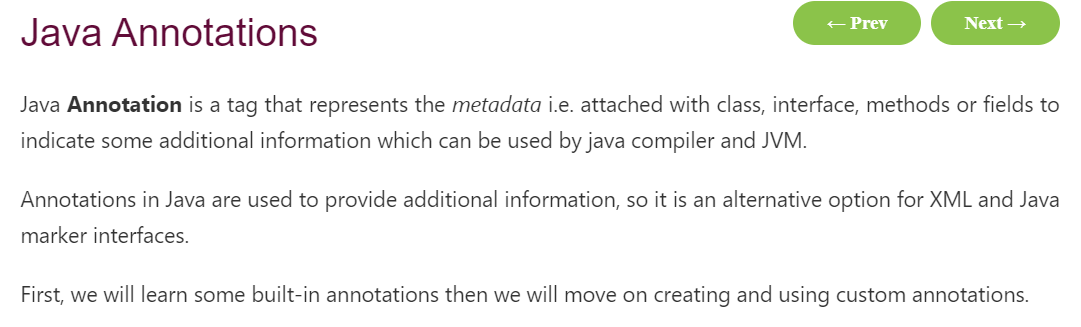 Java Annotations
← Prev
Next →
Java Annotation is a tag that represents the metadata i.e. attached with class, interface, methods or fields to
indicate some additional information which can be used by java compiler and JVM.
Annotations in Java are used to provide additional information, so it is an alternative option for XML and Java
marker interfaces.
First, we will learn some built-in annotations then we will move on creating and using custom annotations.